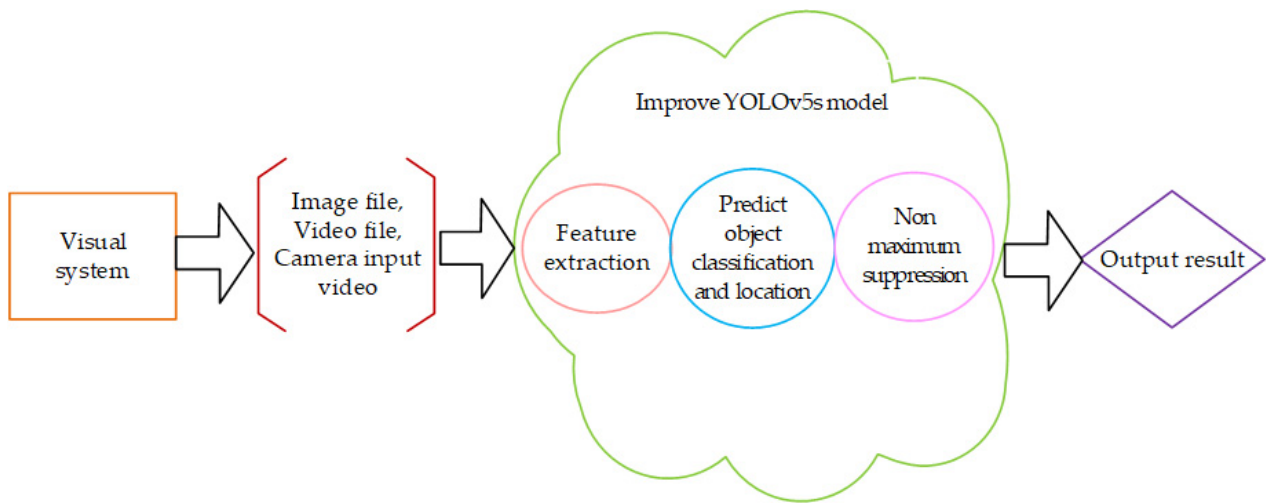 Improve YOLOv5s model
Visual
system
Image file,
Video file,
Camera input
video
Feature
extraction
Predict
object
classification
and location
Non
maximum
suppression
Output result